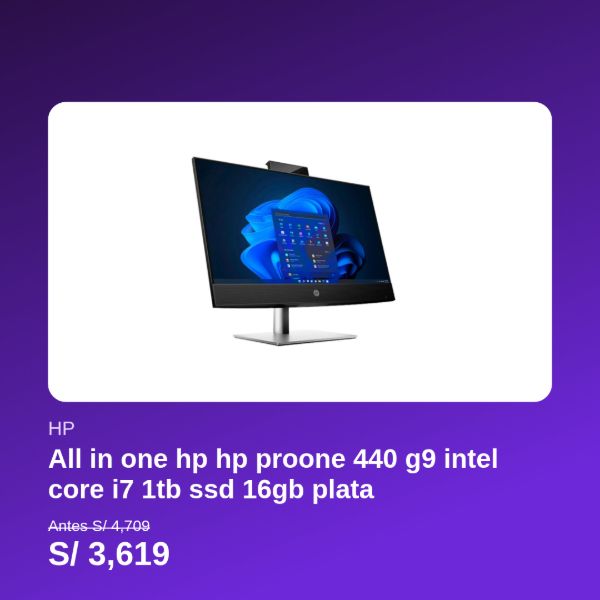 HP
All in one hp hp proone 440 g9 intel
core i7 1tb ssd 16gb plata
Antes S/ 4,709
S/ 3,619